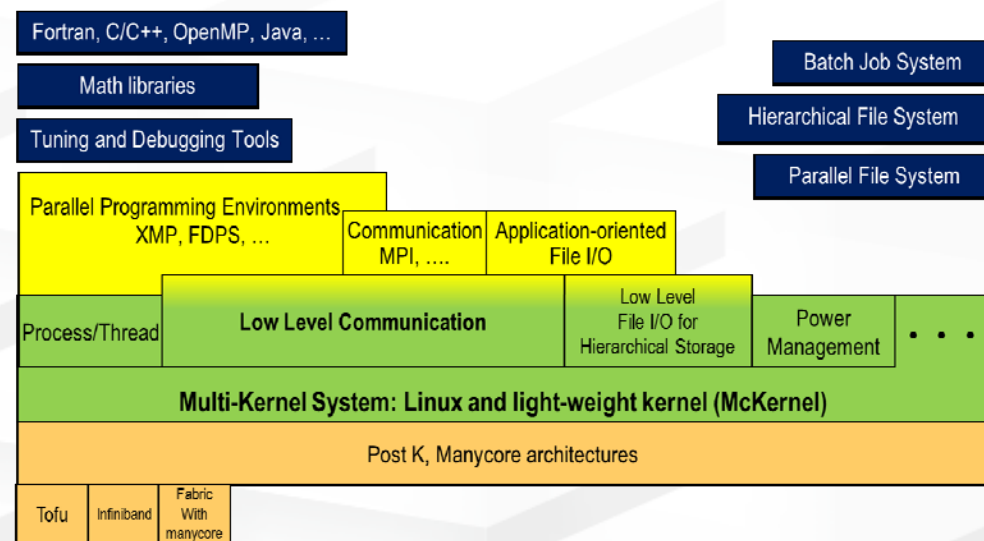 Fortran, C/C++, OpenMP, Java, …
Math libraries
Tuning and Debugging Tools
Batch Job System
Hierarchical File System
Parallel File System
Parallel Programming Environments
XMP, FDPS, …
Communication
MPI, ….
Application-oriented
File I/O
Process/Thread
Low Level Communication
Low Level
File I/O for
Hierarchical Storage
Power
Management
• • •
Multi-Kernel System: Linux and light-weight kernel (McKernel)
Post K, Manycore architectures
Tofu
Infiniband
Fabric
With
manycore